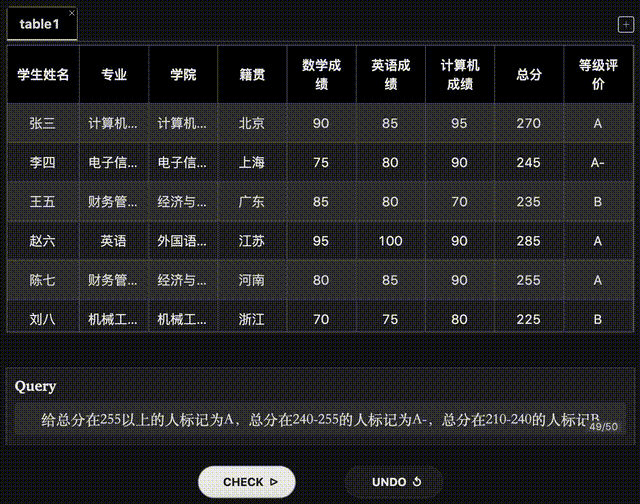 table1
学生姓名 专业 学院 籍贯 数学成绩 英语成绩 计算机成绩 总分 等级评价
张三 计算机... 计算机... 北京 90 85 95 270 A
李四 电子信... 电子信... 上海 75 80 90 245 A-
王五 财务管... 经济与... 广东 85 80 70 235 B
赵六 英语 外国语... 江苏 95 100 90 285 A
陈七 财务管... 经济与... 河南 80 85 90 255 A
刘八 机械工... 机械工... 浙江 70 75 80 225 B
Query
给总分在255以上的人标记为A，总分在240-255的人标记为A-，总分在210-240的人标记B
49/50
CHECK UNDO